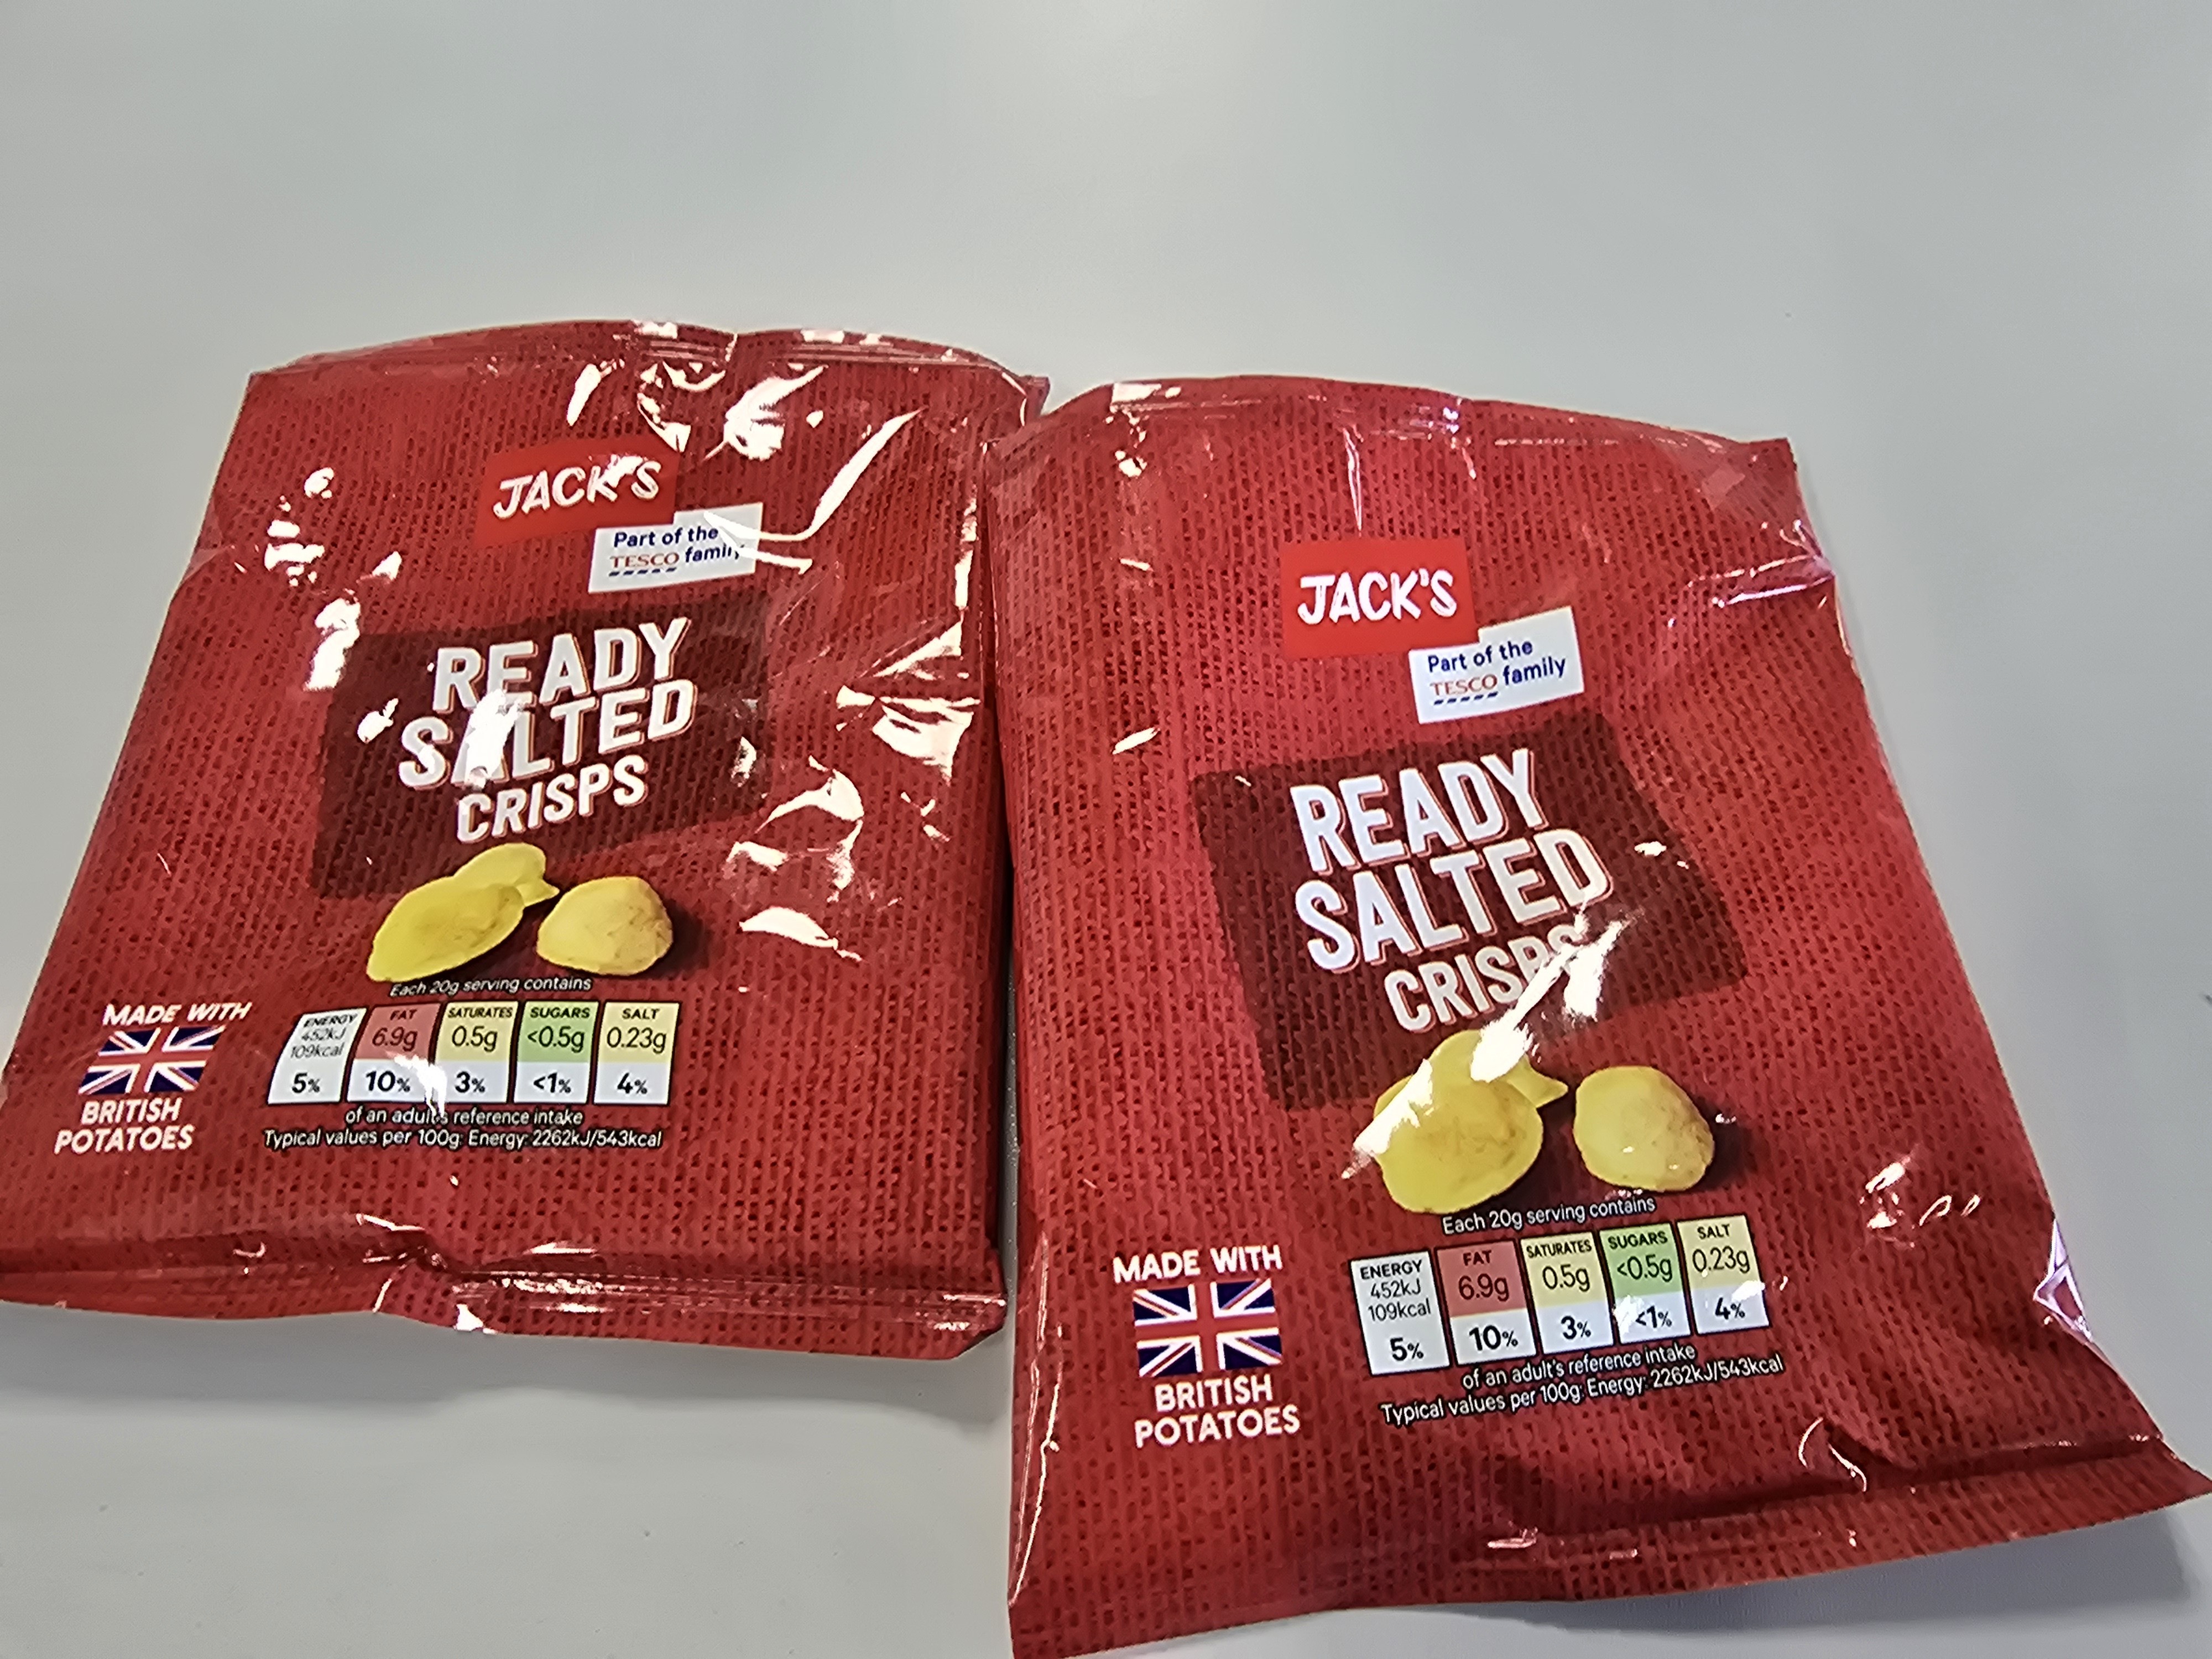 JACK'S
Part of the
TESCO family
READY
SALTED
CRISPS
Each 20g serving contains
MADE WITH
BRITISH
POTATOES
ENERGY
452kJ
109kcal
5%
FAT
6.9g
10%
SATURATES
0.5g
3%
SUGARS
<0.5g
<1%
SALT
0.23g
4%
of an adult's reference intake
Typical values per 100g: Energy: 2262kJ/543kcal
JACK'S
Part of the
TESCO family
READY
SALTED
CRISPS
Each 20g serving contains
MADE WITH
BRITISH
POTATOES
ENERGY
452kJ
109kcal
5%
FAT
6.9g
10%
SATURATES
0.5g
3%
SUGARS
<0.5g
<1%
SALT
0.23g
4%
of an adult's reference intake
Typical values per 100g: Energy: 2262kJ/543kcal